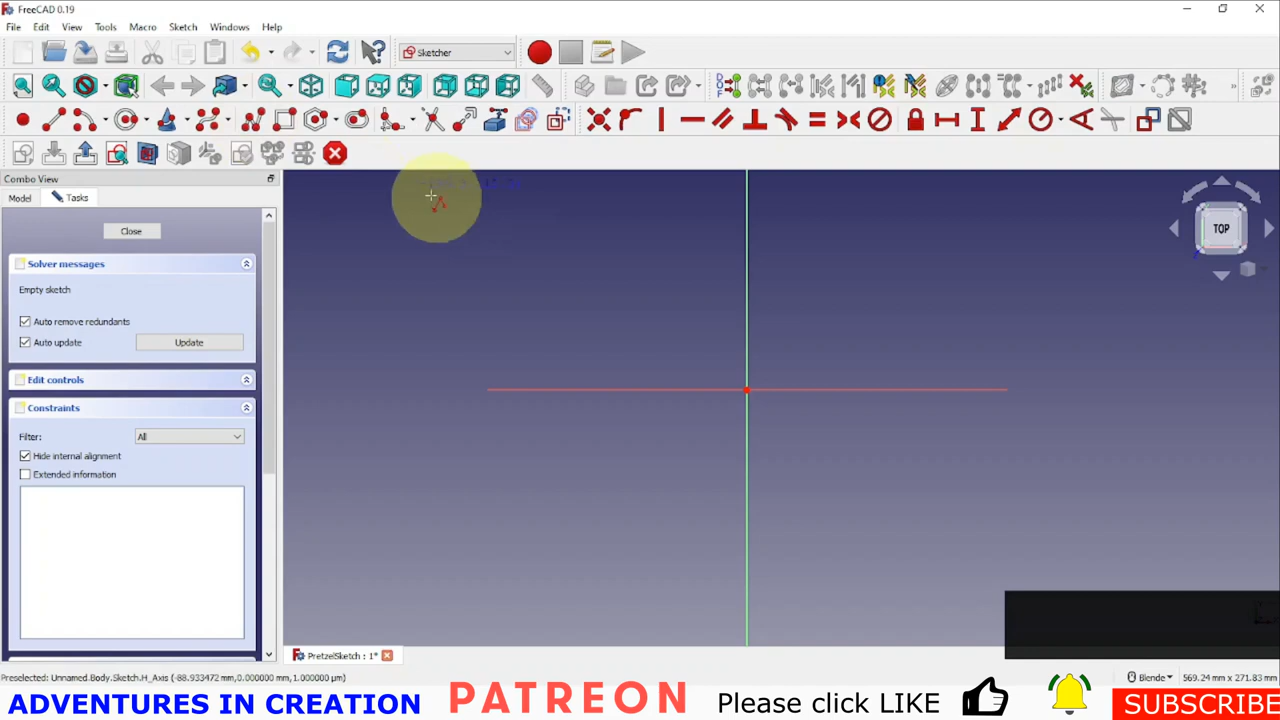 FreeCAD 0.19
File Edit View Tools Macro Sketch Windows Help
Sketcher
Combo View
Model Tasks
TOP
Close
Solver messages
Empty sketch
Auto remove redundants
Auto update Update
Edit controls
Constraints
Filter: All
Hide internal alignment
Extended information
PretzelSketch : 1*
Preselected: Unnamed.Body.Sketch.H_Axis (-88.933472 mm,0.000000 mm,1.000000 µm) Blende 569.24 mm x 271.83 mm
ADVENTURES IN CREATION PATREON Please click LIKE SUBSCRIBE